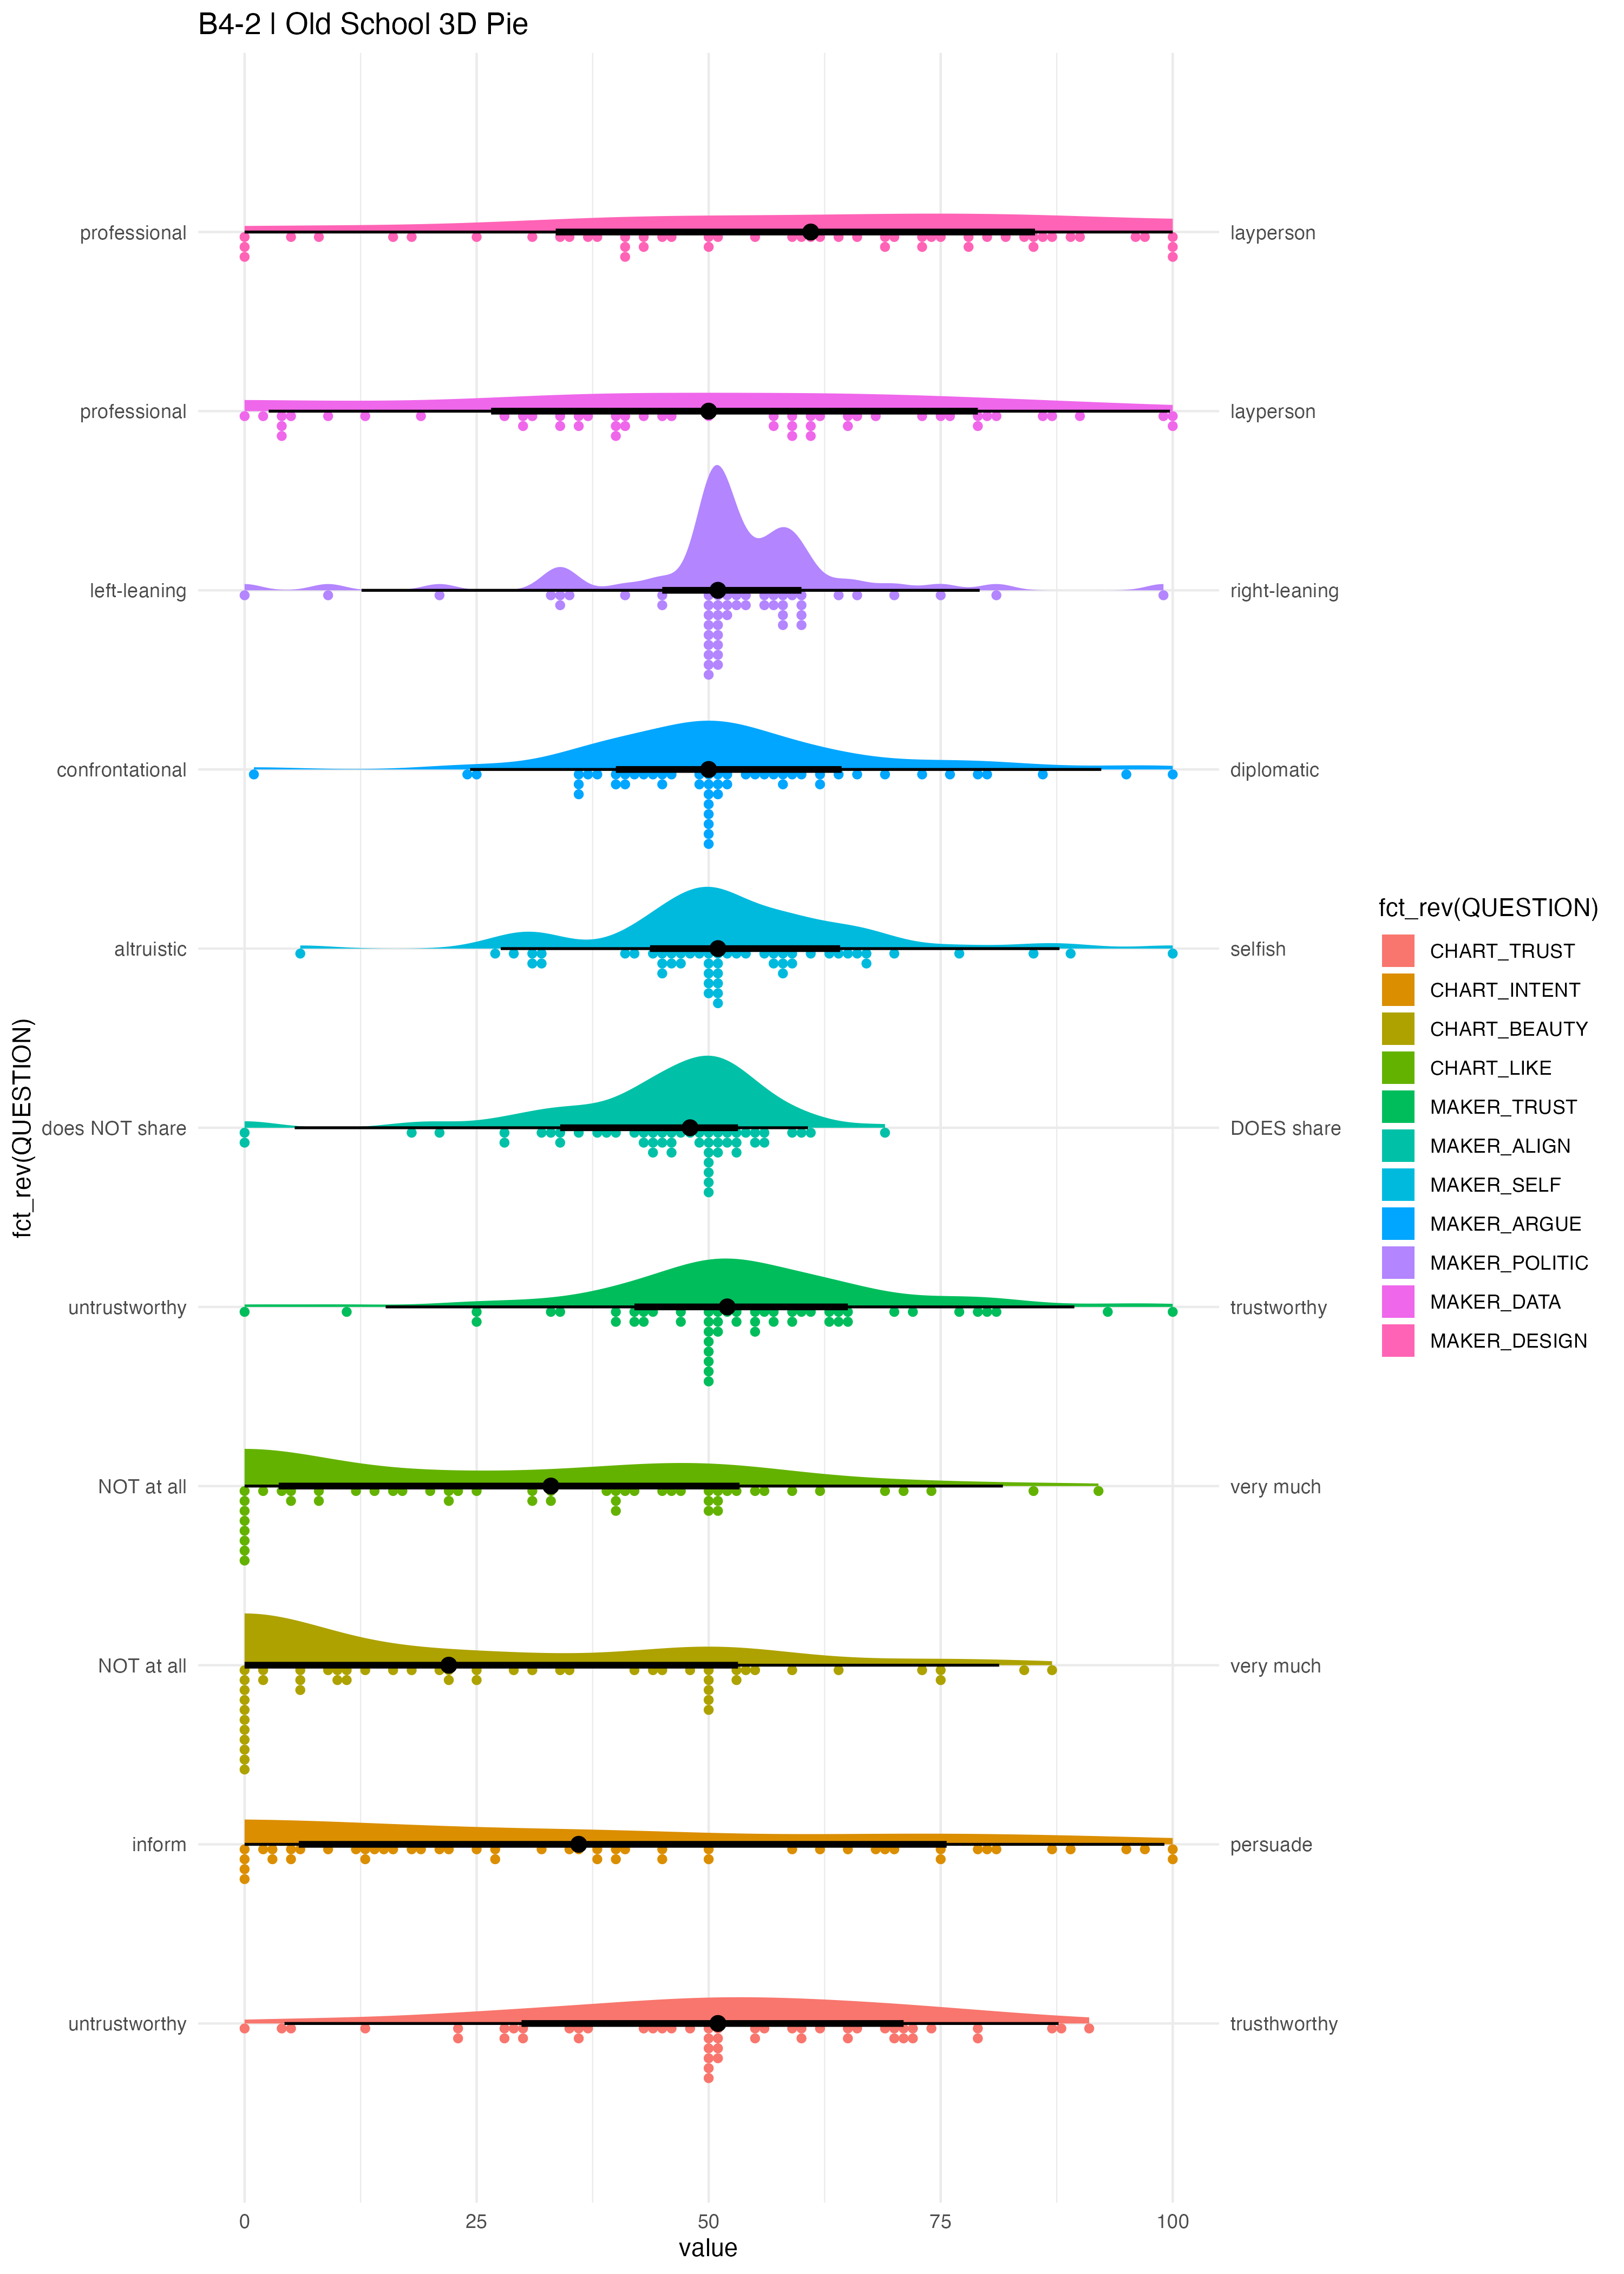 B4-2 | Old School 3D Pie
professional
layperson
professional
layperson
left-leaning
right-leaning
confrontational
diplomatic
altruistic
selfish
does NOT share
DOES share
untrustworthy
trustworthy
NOT at all
very much
NOT at all
very much
inform
persuade
untrustworthy
trusthworthy
fct_rev(QUESTION)
0 25 50 75 100
value
fct_rev(QUESTION)
CHART_TRUST
CHART_INTENT
CHART_BEAUTY
CHART_LIKE
MAKER_TRUST
MAKER_ALIGN
MAKER_SELF
MAKER_ARGUE
MAKER_POLITIC
MAKER_DATA
MAKER_DESIGN